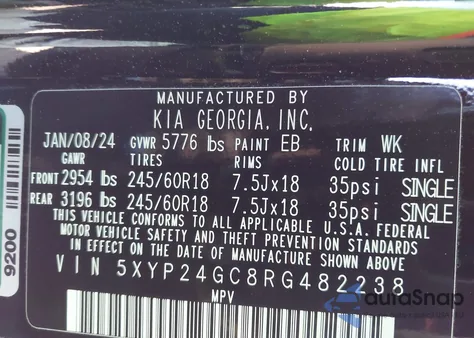 MANUFACTURED BY
KIA GEORGIA, INC.
JAN/08/24 GVWR 5776 lbs PAINT EB TRIM WK
GAWR TIRES RIMS COLD TIRE INFL
FRONT 2954 lbs 245/60R18 7.5Jx18 35psi SINGLE
REAR 3196 lbs 245/60R18 7.5Jx18 35psi SINGLE
THIS VEHICLE CONFORMS TO ALL APPLICABLE U.S.A. FEDERAL
MOTOR VEHICLE SAFETY AND THEFT PREVENTION STANDARDS
IN EFFECT ON THE DATE OF MANUFACTURE SHOWN ABOVE
VIN 5XYP24GC8RG482238
MPV
9200
autoSnap